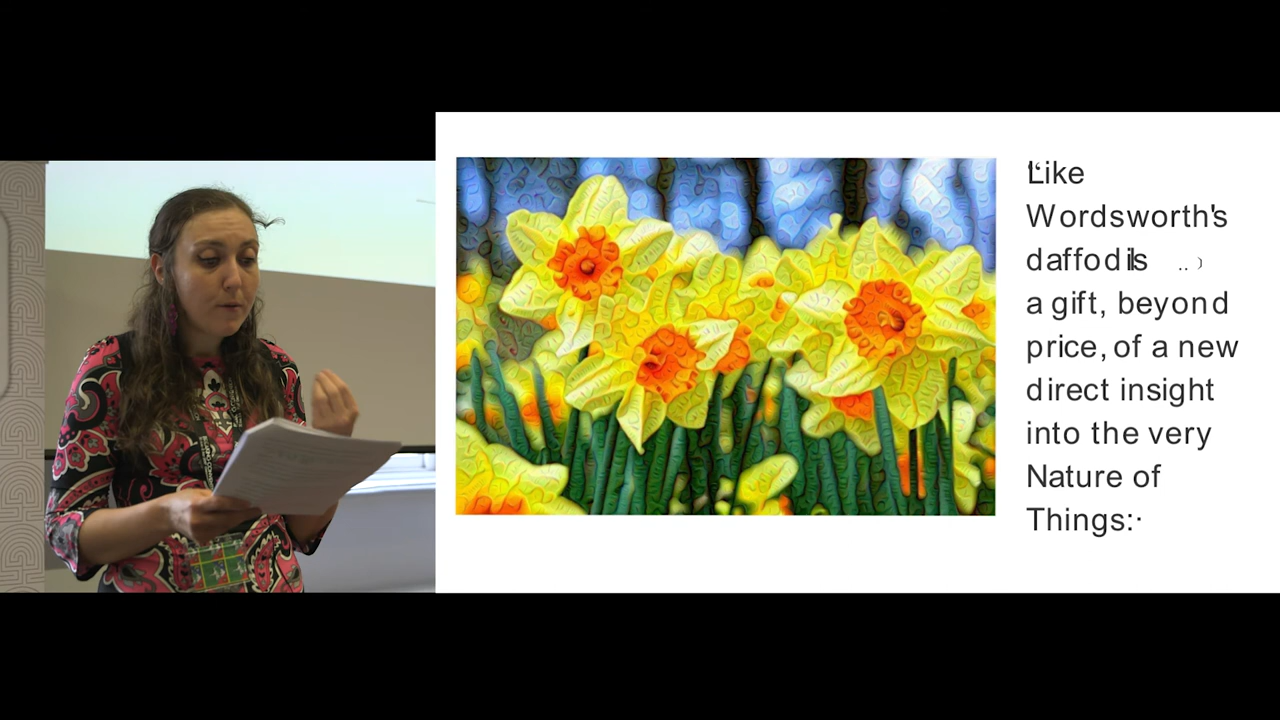 "Like
Wordsworth's
daffodils ..)
a gift, beyond
price, of a new
direct insight
into the very
Nature of
Things:·